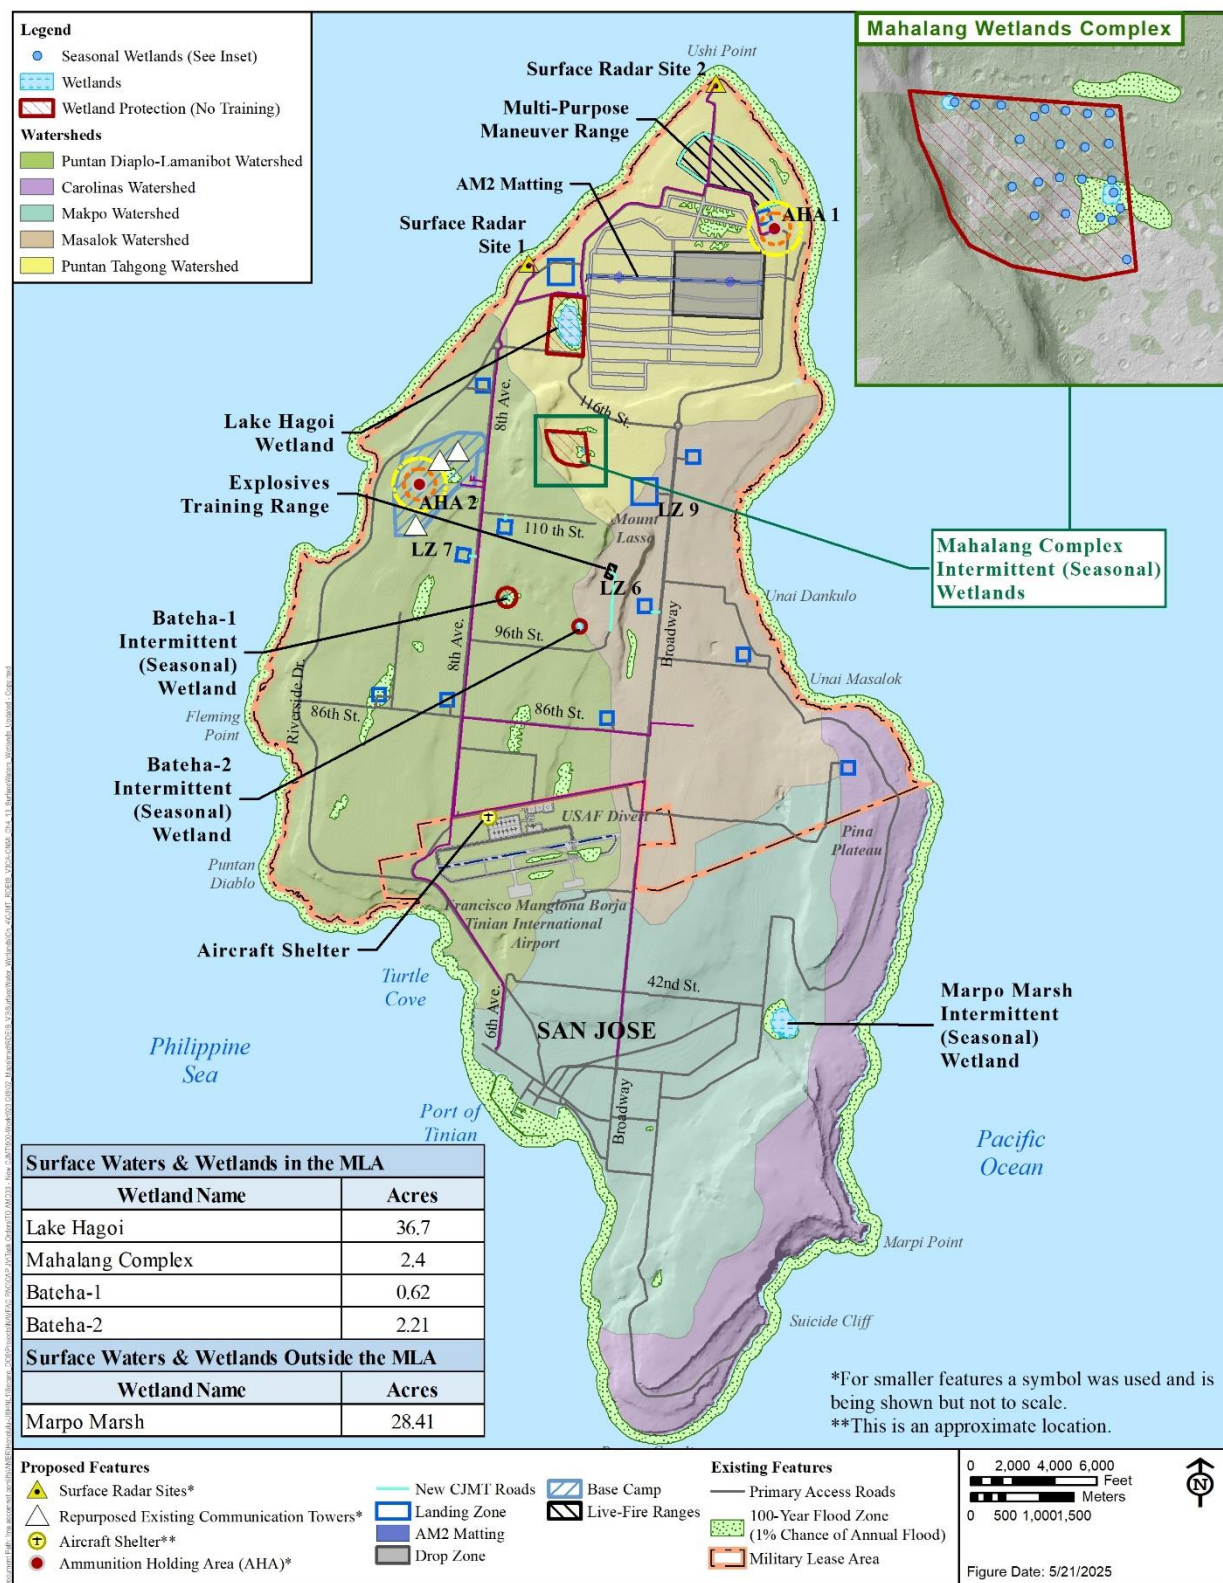 Legend
Seasonal Wetlands (See Inset)
Wetlands
Wetland Protection (No Training)
Watersheds
Puntan Diaplo-Lamanibot Watershed
Carolinas Watershed
Makpo Watershed
Masalok Watershed
Puntan Tahgong Watershed
Mahalang Wetlands Complex
Ushi Point
Surface Radar Site 2
Multi-Purpose
Maneuver Range
AM2 Matting
AHA 1
Surface Radar
Site 1
8th Ave.
116th St.
Lake Hagoi
Wetland
Explosives
Training Range
AHA 2
LZ 9
Mount
Lasso
110 th St.
LZ 7
LZ 6
Mahalang Complex
Intermittent (Seasonal)
Wetlands
Unai Dankulo
Bateha-1
Intermittent
(Seasonal)
Wetland
96th St.
8th Ave.
Broadway
Riverside Dr.
Unai Masalok
Fleming
Point
86th St.
86th St.
Bateha-2
Intermittent
(Seasonal)
Wetland
USAF Divert
Pina
Plateau
Puntan
Diablo
Francisco Manglona Borja
Tinian International
Airport
Aircraft Shelter
Turtle
Cove
42nd St.
6th Ave.
SAN JOSE
Marpo Marsh
Intermittent
(Seasonal)
Wetland
Philippine
Sea
Broadway
Port of
Tinian
Pacific
Ocean
Marpi Point
Suicide Cliff
Surface Waters & Wetlands in the MLA
Wetland Name Acres
Lake Hagoi 36.7
Mahalang Complex 2.4
Bateha-1 0.62
Bateha-2 2.21
Surface Waters & Wetlands Outside the MLA
Wetland Name Acres
Marpo Marsh 28.41
*For smaller features a symbol was used and is
being shown but not to scale.
**This is an approximate location.
Proposed Features
Surface Radar Sites*
Repurposed Existing Communication Towers*
Aircraft Shelter**
Ammunition Holding Area (AHA)*
New CJMT Roads
Landing Zone
AM2 Matting
Drop Zone
Base Camp
Live-Fire Ranges
Existing Features
Primary Access Roads
100-Year Flood Zone
(1% Chance of Annual Flood)
Military Lease Area
0 2,000 4,000 6,000
Feet
Meters
0 500 1,000 1,500
N
Figure Date: 5/21/2025